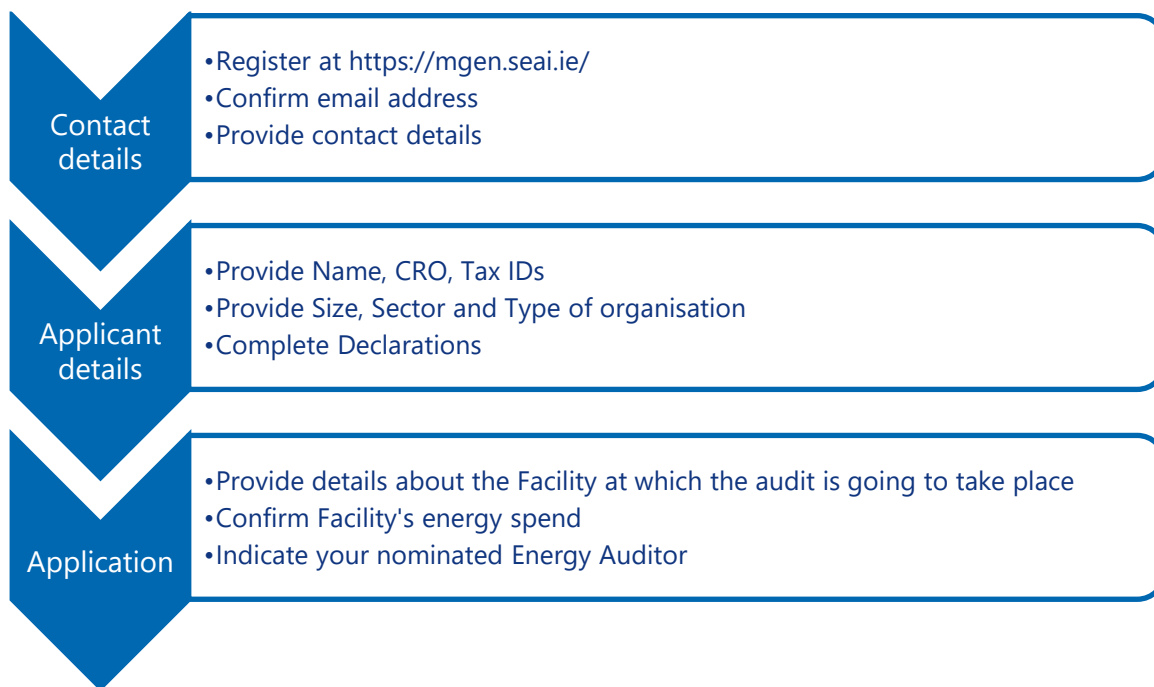 Contact
details
•Register at https://mgen.seai.ie/
•Confirm email address
•Provide contact details
Applicant
details
•Provide Name, CRO, Tax IDs
•Provide Size, Sector and Type of organisation
•Complete Declarations
Application
•Provide details about the Facility at which the audit is going to take place
•Confirm Facility's energy spend
•Indicate your nominated Energy Auditor